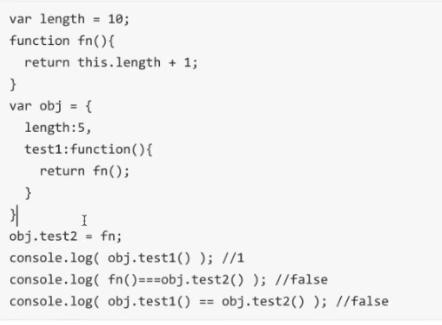 var length = 10;
function fn(){
  return this.length + 1;
}
var obj = {
  length:5,
  test1:function(){
    return fn();
  }
}
obj.test2 = fn;
console.log( obj.test1() ); //1
console.log( fn()===obj.test2() ); //false
console.log( obj.test1() == obj.test2() ); //false